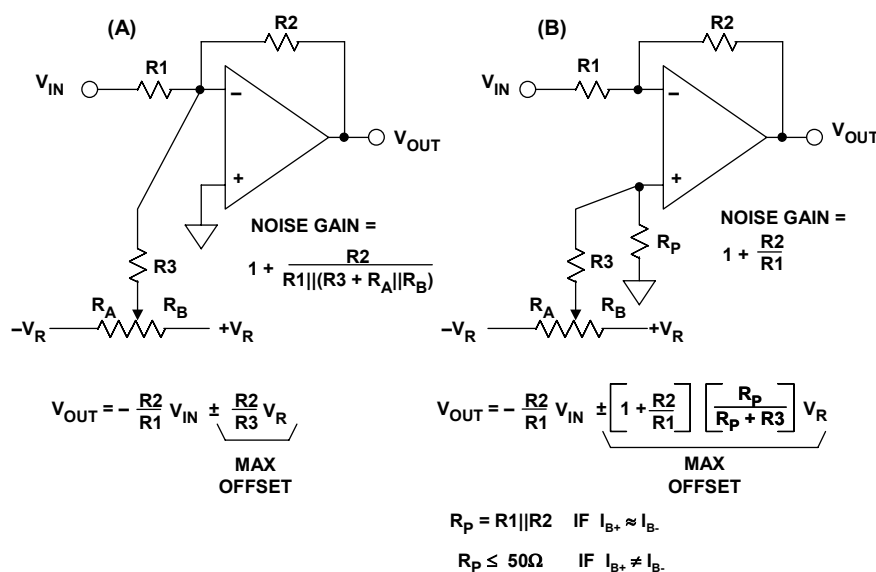 (A)
R2
R1
V_IN
−
+
V_OUT
NOISE GAIN =
1 + R2 / R1||(R3 + R_A||R_B)
R3
R_A R_B
−V_R +V_R
V_OUT = − R2/R1 V_IN ± R2/R3 V_R
MAX
OFFSET
(B)
R2
R1
V_IN
−
+
V_OUT
NOISE GAIN =
1 + R2/R1
R_P
R3
R_A R_B
−V_R +V_R
V_OUT = − R2/R1 V_IN ± [1 + R2/R1] [R_P / R_P + R3] V_R
MAX
OFFSET
R_P = R1||R2 IF I_B+ ≈ I_B-
R_P ≤ 50Ω IF I_B+ ≠ I_B-